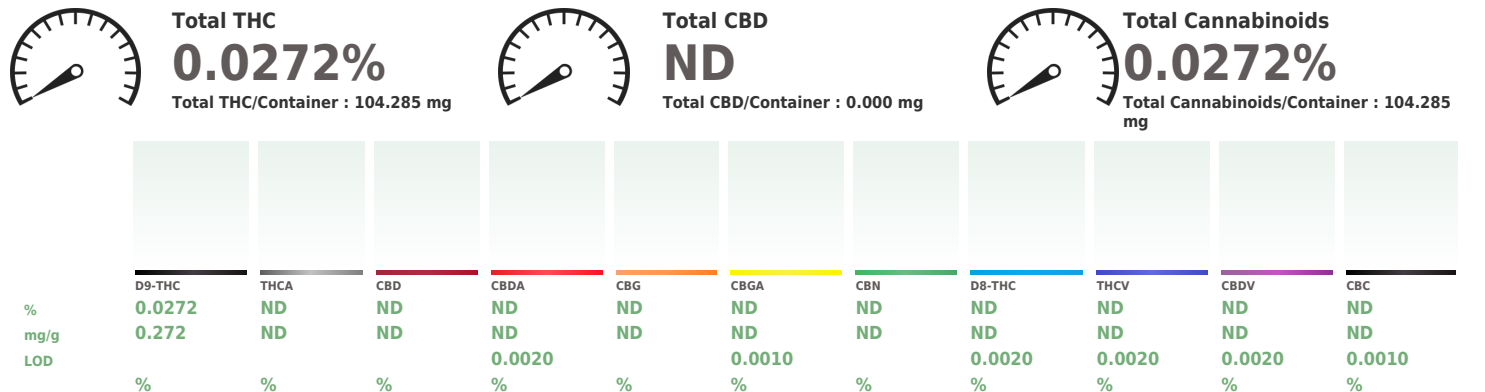 Total THC
0.0272%
Total THC/Container : 104.285 mg
Total CBD
ND
Total CBD/Container : 0.000 mg
Total Cannabinoids
0.0272%
Total Cannabinoids/Container : 104.285
mg
D9-THC THCA CBD CBDA CBG CBGA CBN D8-THC THCV CBDV CBC
% 0.0272 ND ND ND ND ND ND ND ND ND ND
mg/g 0.272 ND ND ND ND ND ND ND ND ND ND
LOD 0.0020 0.0010 0.0020 0.0020 0.0020 0.0010
% % % % % % % % % % %